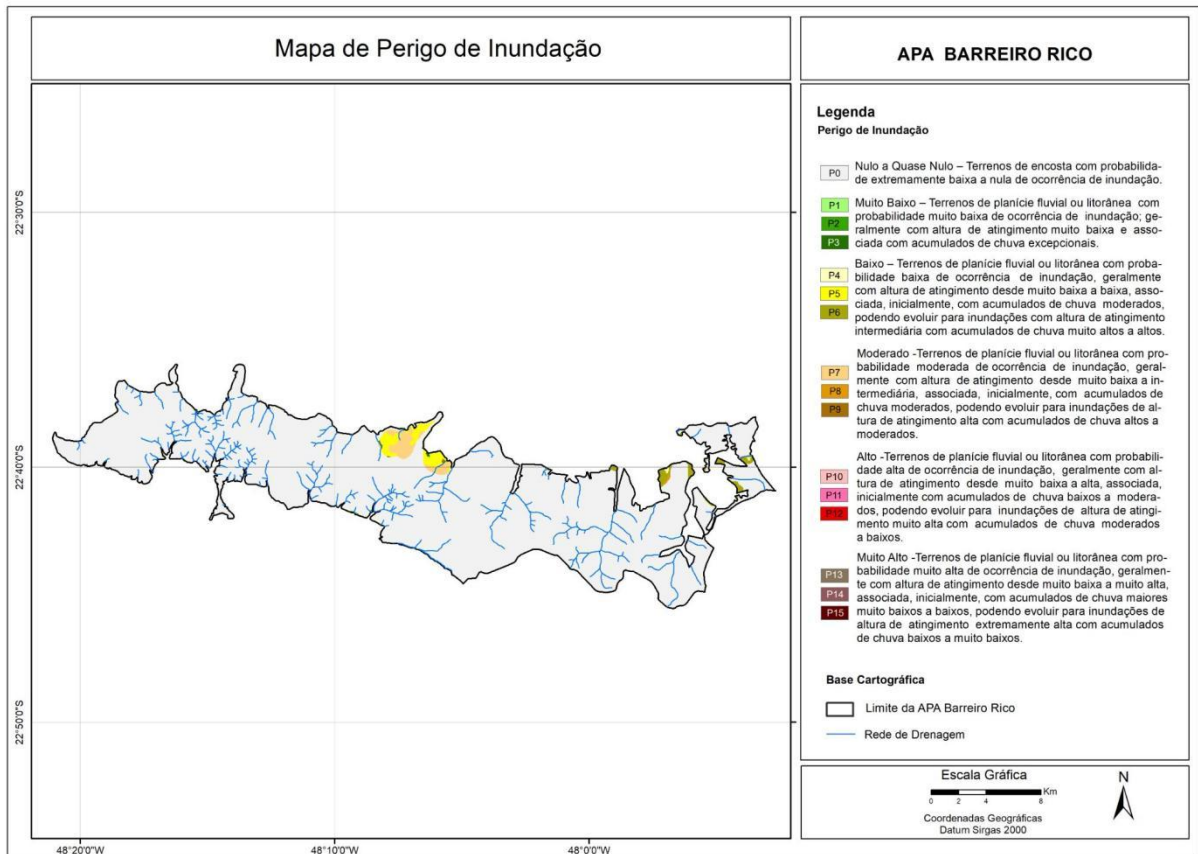 Mapa de Perigo de Inundação
APA BARREIRO RICO
22°30'0"S
22°40'0"S
22°50'0"S
48°20'0"W
48°10'0"W
48°0'0"W
Legenda
Perigo de Inundação
P0
Nulo a Quase Nulo – Terrenos de encosta com probabilida-
de extremamente baixa a nula de ocorrência de inundação.
P1
P2
P3
Muito Baixo – Terrenos de planície fluvial ou litorânea com
probabilidade muito baixa de ocorrência de inundação; ge-
ralmente com altura de atingimento muito baixa e asso-
ciada com acumulados de chuva excepcionais.
P4
P5
P6
Baixo – Terrenos de planície fluvial ou litorânea com proba-
bilidade baixa de ocorrência de inundação, geralmente
com altura de atingimento desde muito baixa a baixa, asso-
ciada, inicialmente, com acumulados de chuva moderados,
podendo evoluir para inundações com altura de atingimento
intermediária com acumulados de chuva muito altos a altos.
P7
P8
P9
Moderado -Terrenos de planície fluvial ou litorânea com pro-
babilidade moderada de ocorrência de inundação, geral-
mente com altura de atingimento desde muito baixa a in-
termediária, associada, inicialmente, com acumulados de
chuva moderados, podendo evoluir para inundações de al-
tura de atingimento alta com acumulados de chuva altos a
moderados.
P10
P11
P12
Alto -Terrenos de planície fluvial ou litorânea com probabili-
dade alta de ocorrência de inundação, geralmente com al-
tura de atingimento desde muito baixa a alta, associada,
inicialmente com acumulados de chuva baixos a modera-
dos, podendo evoluir para inundações de altura de atingi-
mento muito alta com acumulados de chuva moderados
a baixos.
P13
P14
P15
Muito Alto -Terrenos de planície fluvial ou litorânea com pro-
babilidade muito alta de ocorrência de inundação, geralmen-
te com altura de atingimento desde muito baixa a muito alta,
associada, inicialmente, com acumulados de chuva maiores
muito baixos a baixos, podendo evoluir para inundações de
altura de atingimento extremamente alta com acumulados
de chuva baixos a muito baixos.
Base Cartográfica
Limite da APA Barreiro Rico
Rede de Drenagem
Escala Gráfica
Km
0 2 4 8
Coordenadas Geográficas
Datum Sirgas 2000
N